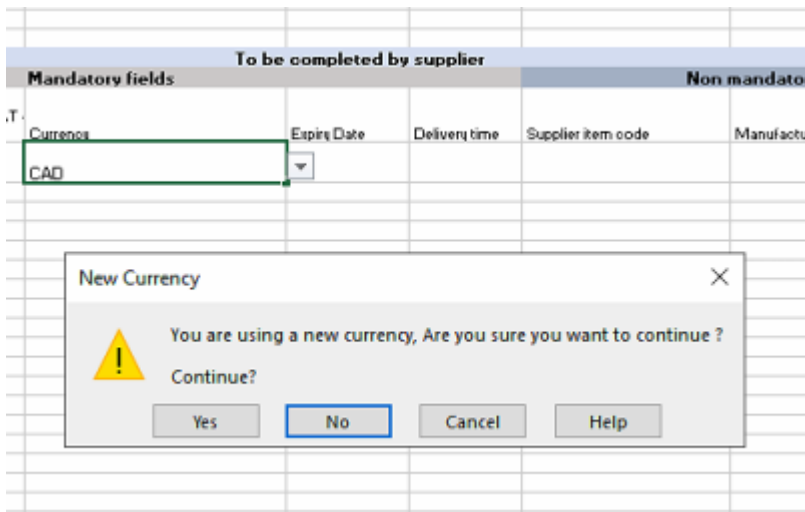 To be completed by supplier
Mandatory fields Non mandato
.T Currency Expiry Date Delivery time Supplier item code Manufactu
CAD
New Currency
You are using a new currency, Are you sure you want to continue ?
Continue?
Yes No Cancel Help